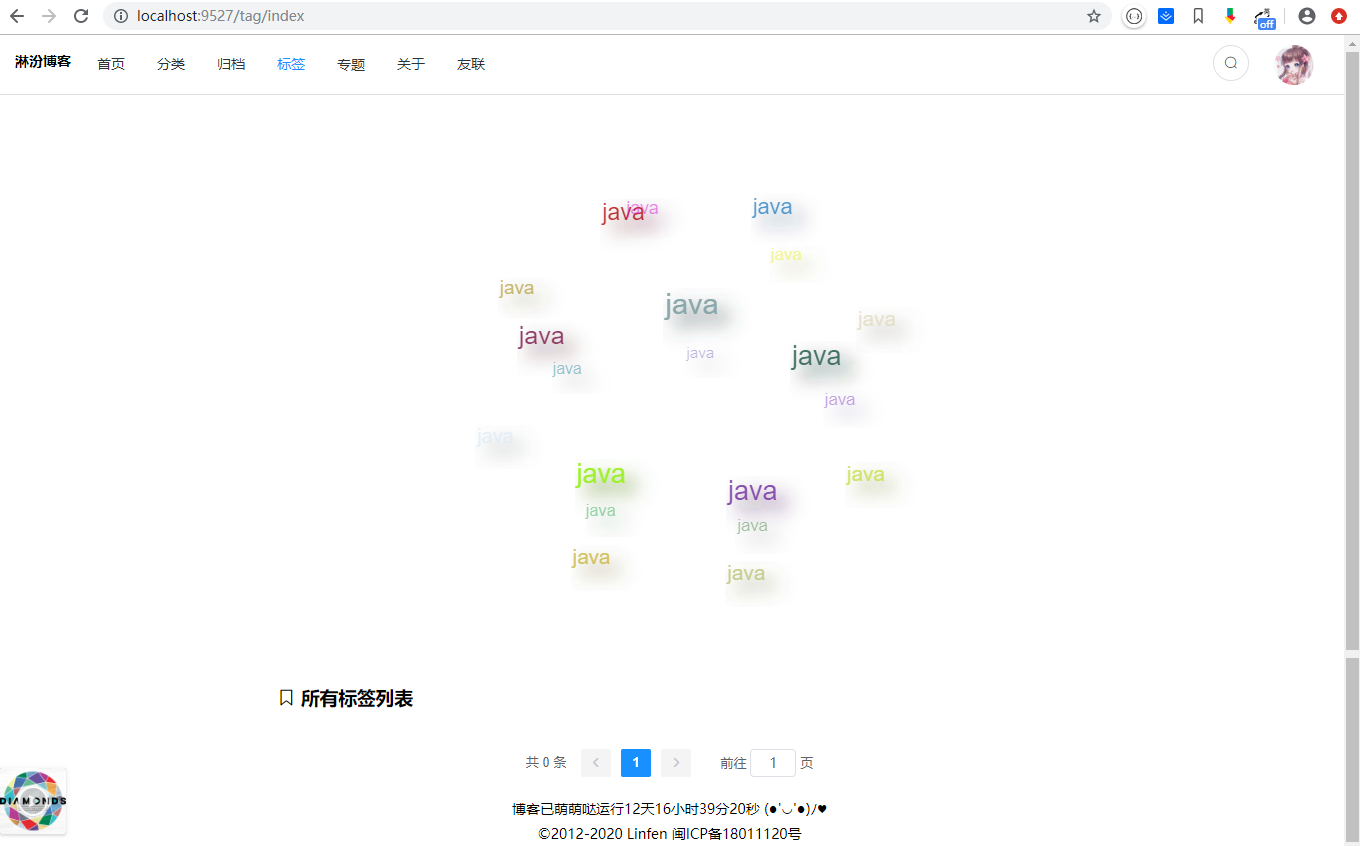 localhost:9527/tag/index
off
淋汾博客 首页 分类 归档 标签 专题 关于 友联
java java java
java
java java java
java java java
java java
java
java java java
java java
java java
所有标签列表
共 0 条 1 前往 1 页
DIAMONDS
博客已萌萌哒运行12天16小时39分20秒 (●'◡'●)ﾉ♥
©2012-2020 Linfen 闽ICP备18011120号